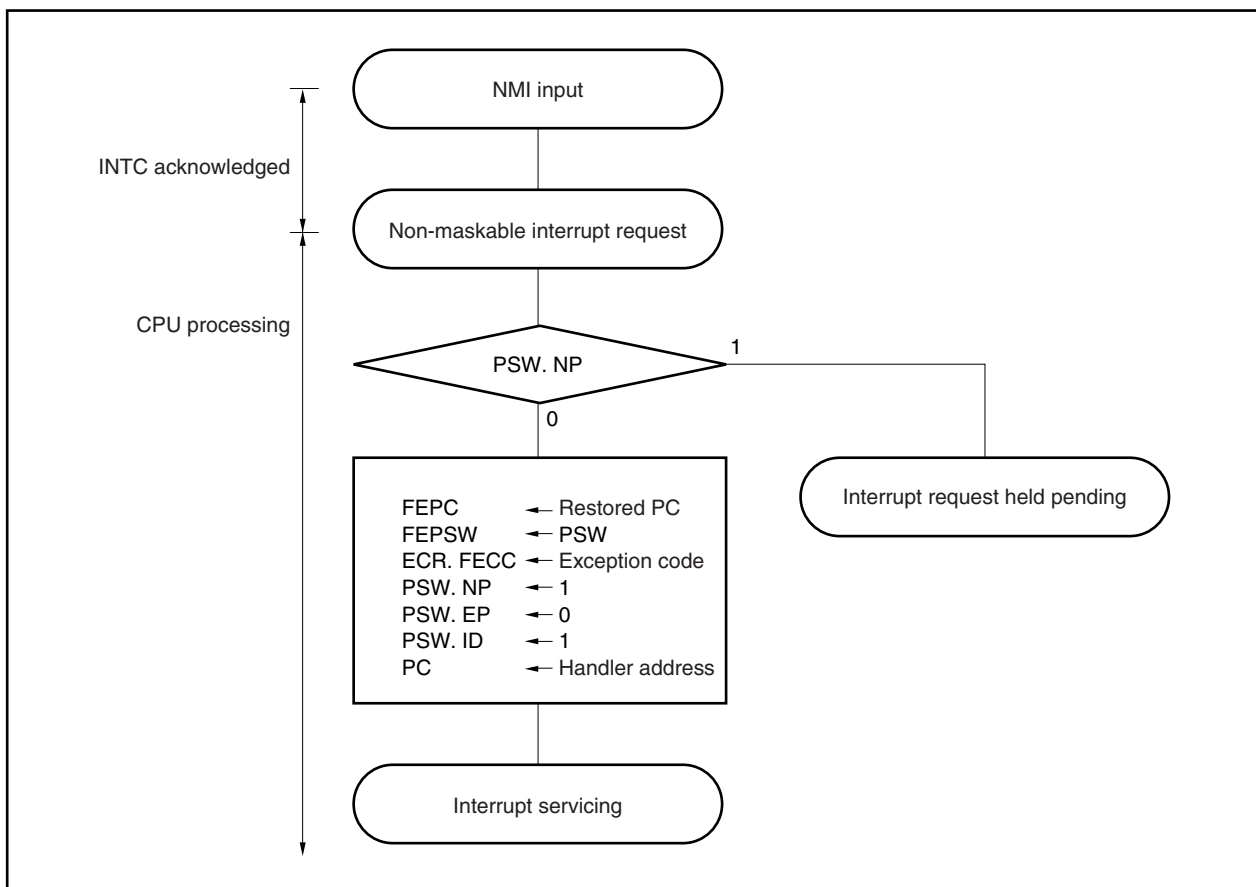 NMI input
INTC acknowledged
Non-maskable interrupt request
CPU processing
PSW. NP
1
0
FEPC ← Restored PC
FEPSW ← PSW
ECR. FECC ← Exception code
PSW. NP ← 1
PSW. EP ← 0
PSW. ID ← 1
PC ← Handler address
Interrupt request held pending
Interrupt servicing